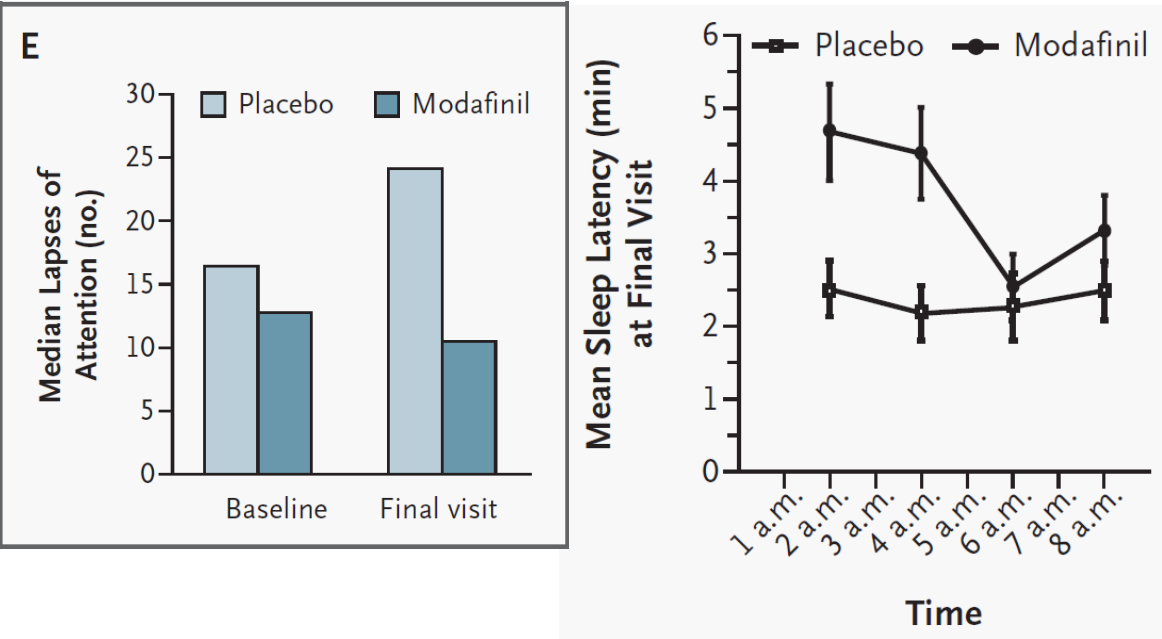 E
Placebo
Modafinil
Median Lapses of
Attention (no.)
30
25
20
15
10
5
0
Baseline
Final visit
Placebo
Modafinil
Mean Sleep Latency (min)
at Final Visit
6
5
4
3
2
1
0
1 a.m.
2 a.m.
3 a.m.
4 a.m.
5 a.m.
6 a.m.
7 a.m.
8 a.m.
Time